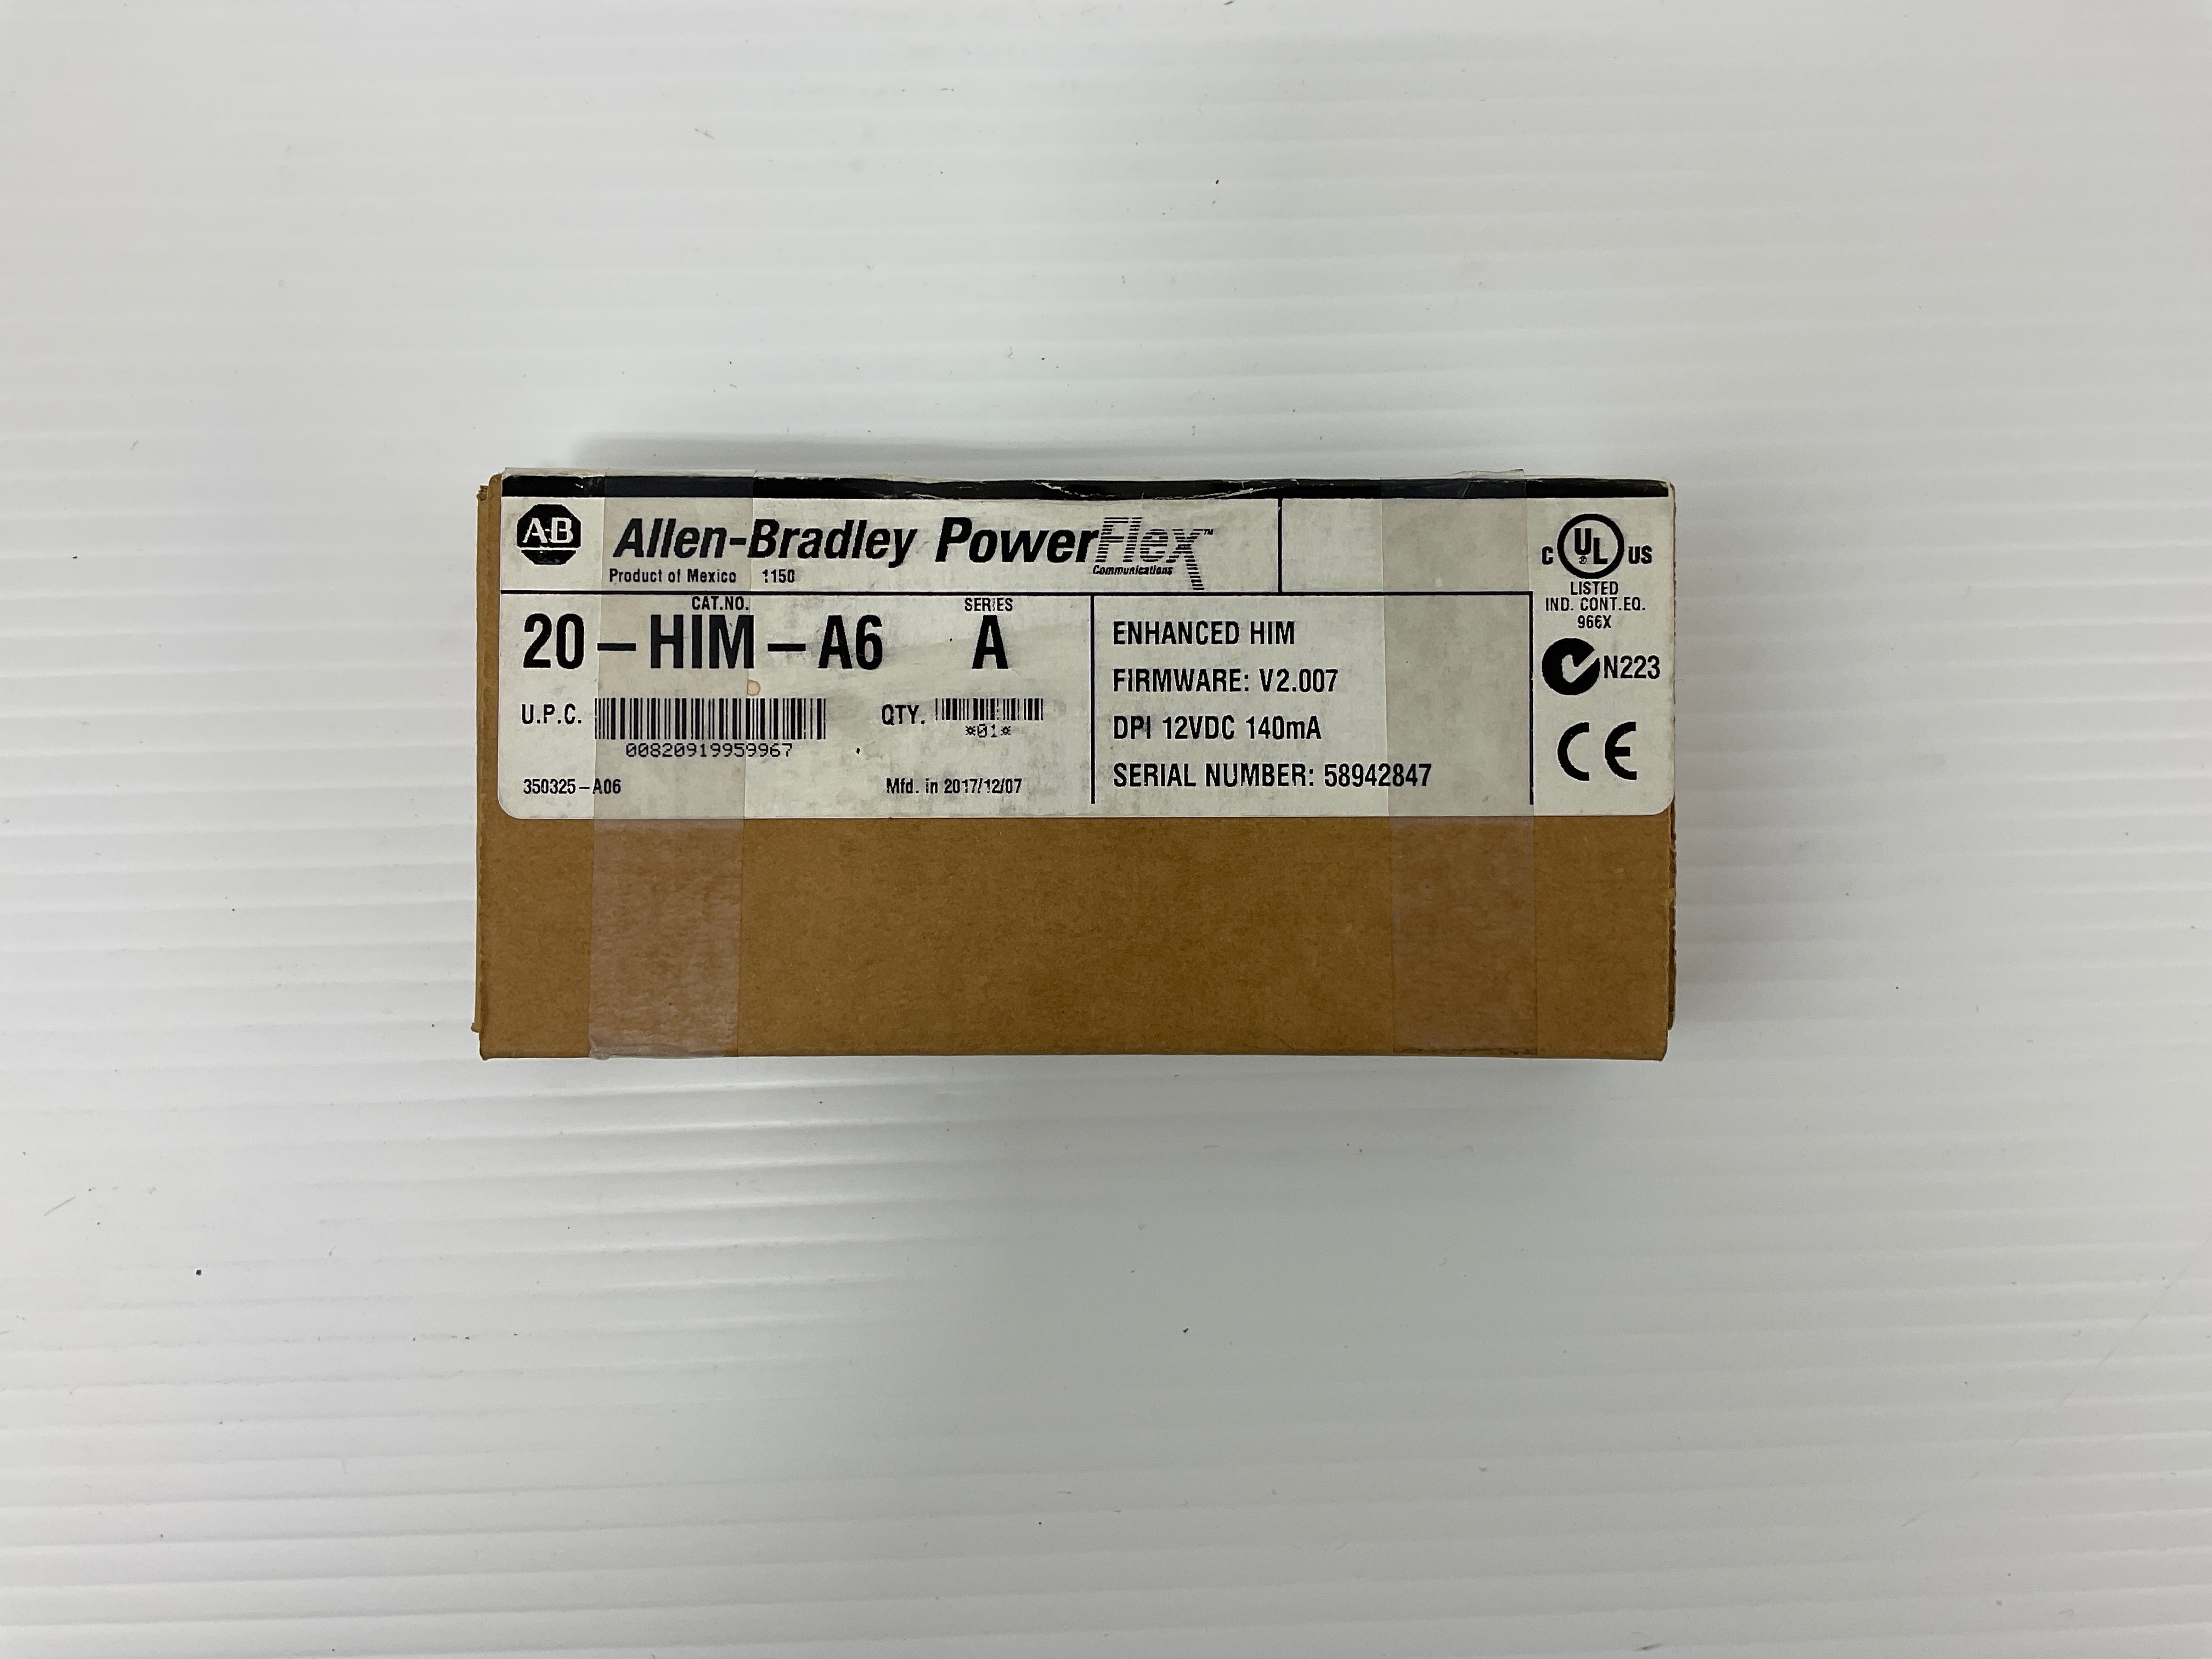 A-B Allen-Bradley PowerFlex™
Communications
Product of Mexico 1150
CAT.NO. SERIES
20-HIM-A6 A
U.P.C. QTY.
*01*
00820919959967
350325-A06 Mfd. in 2017/12/07
ENHANCED HIM
FIRMWARE: V2.007
DPI 12VDC 140mA
SERIAL NUMBER: 58942847
C UL US
LISTED
IND. CONT.EQ.
966X
N223
CE